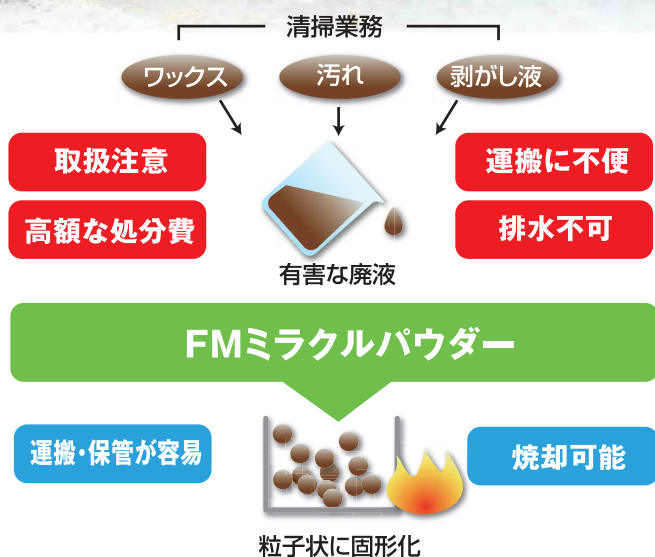 清掃業務
ワックス
汚れ
剥がし液
取扱注意
運搬に不便
高額な処分費
排水不可
有害な廃液
FMミラクルパウダー
運搬・保管が容易
焼却可能
粒子状に固形化